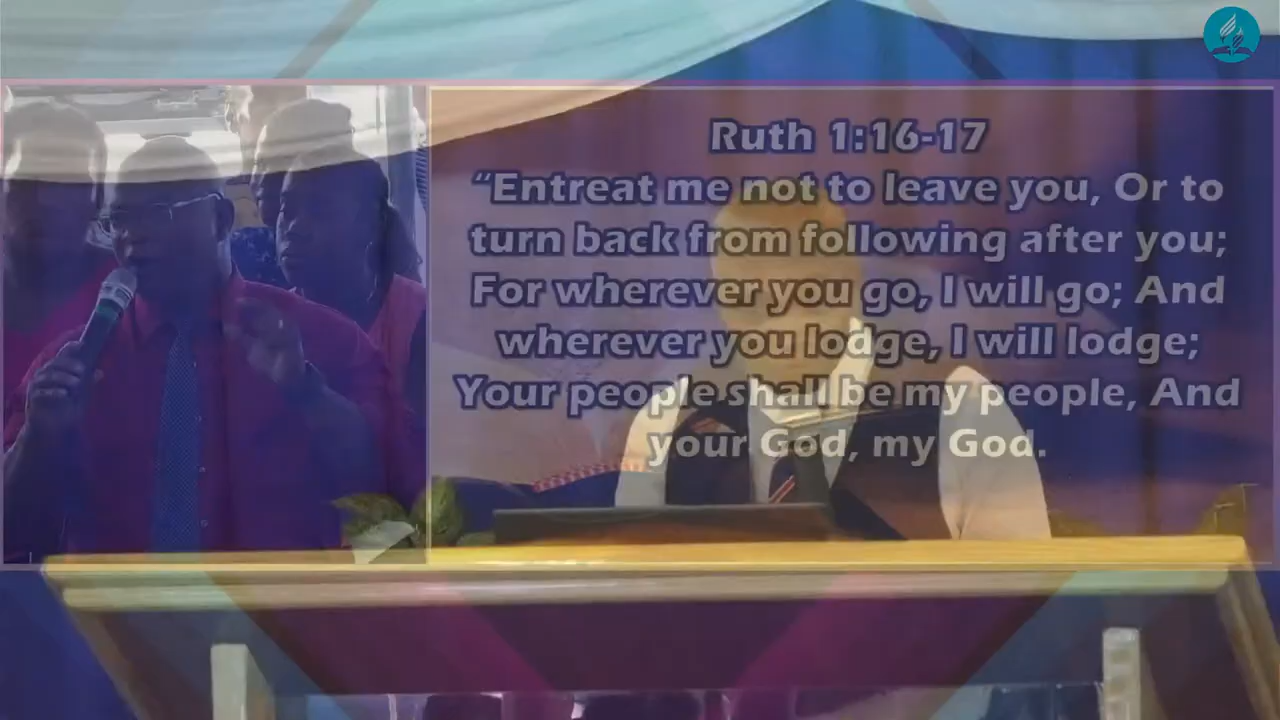 Ruth 1:16-17
“Entreat me not to leave you, Or to
turn back from following after you;
For wherever you go, I will go; And
wherever you lodge, I will lodge;
Your people shall be my people, And
your God, my God.